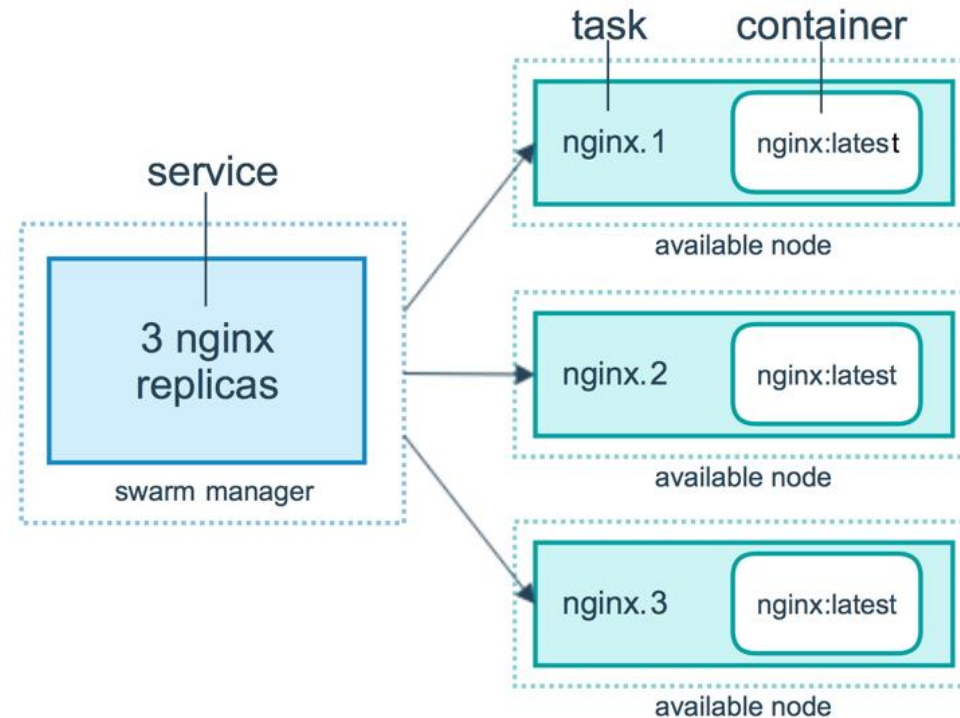 task
container
nginx.1
nginx:latest
available node
service
3 nginx
replicas
swarm manager
nginx.2
nginx:latest
available node
nginx.3
nginx:latest
available node